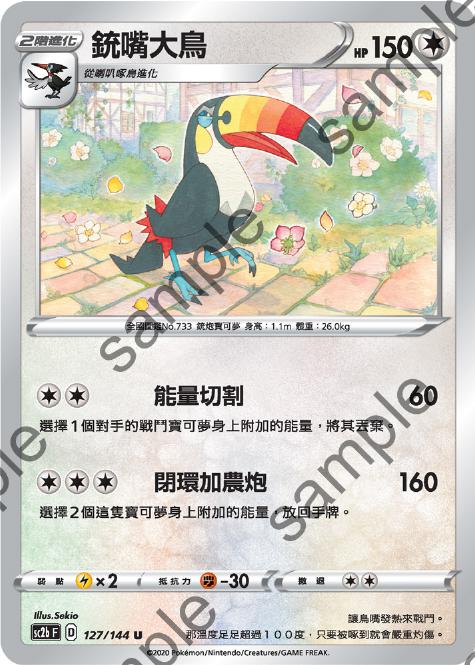 2階進化 銃嘴大鳥 HP 150
從喇叭啄鳥進化
全國圖鑑No.733 銃炮寶可夢 身高：1.1m 體重：26.0kg
能量切割 60
選擇1個對手的戰鬥寶可夢身上附加的能量，將其丟棄。
閉環加農炮 160
選擇2個這隻寶可夢身上附加的能量，放回手牌。
弱點 ×2 抵抗力 -30 撤退
Illus.Sekio
sc2b F D 127/144 U
讓鳥嘴發熱來戰鬥。
那溫度足足超過１００度，只要被啄到就會嚴重灼傷。
©2020 Pokémon/Nintendo/Creatures/GAME FREAK.
sample
sample
sample
sample
sample
sample